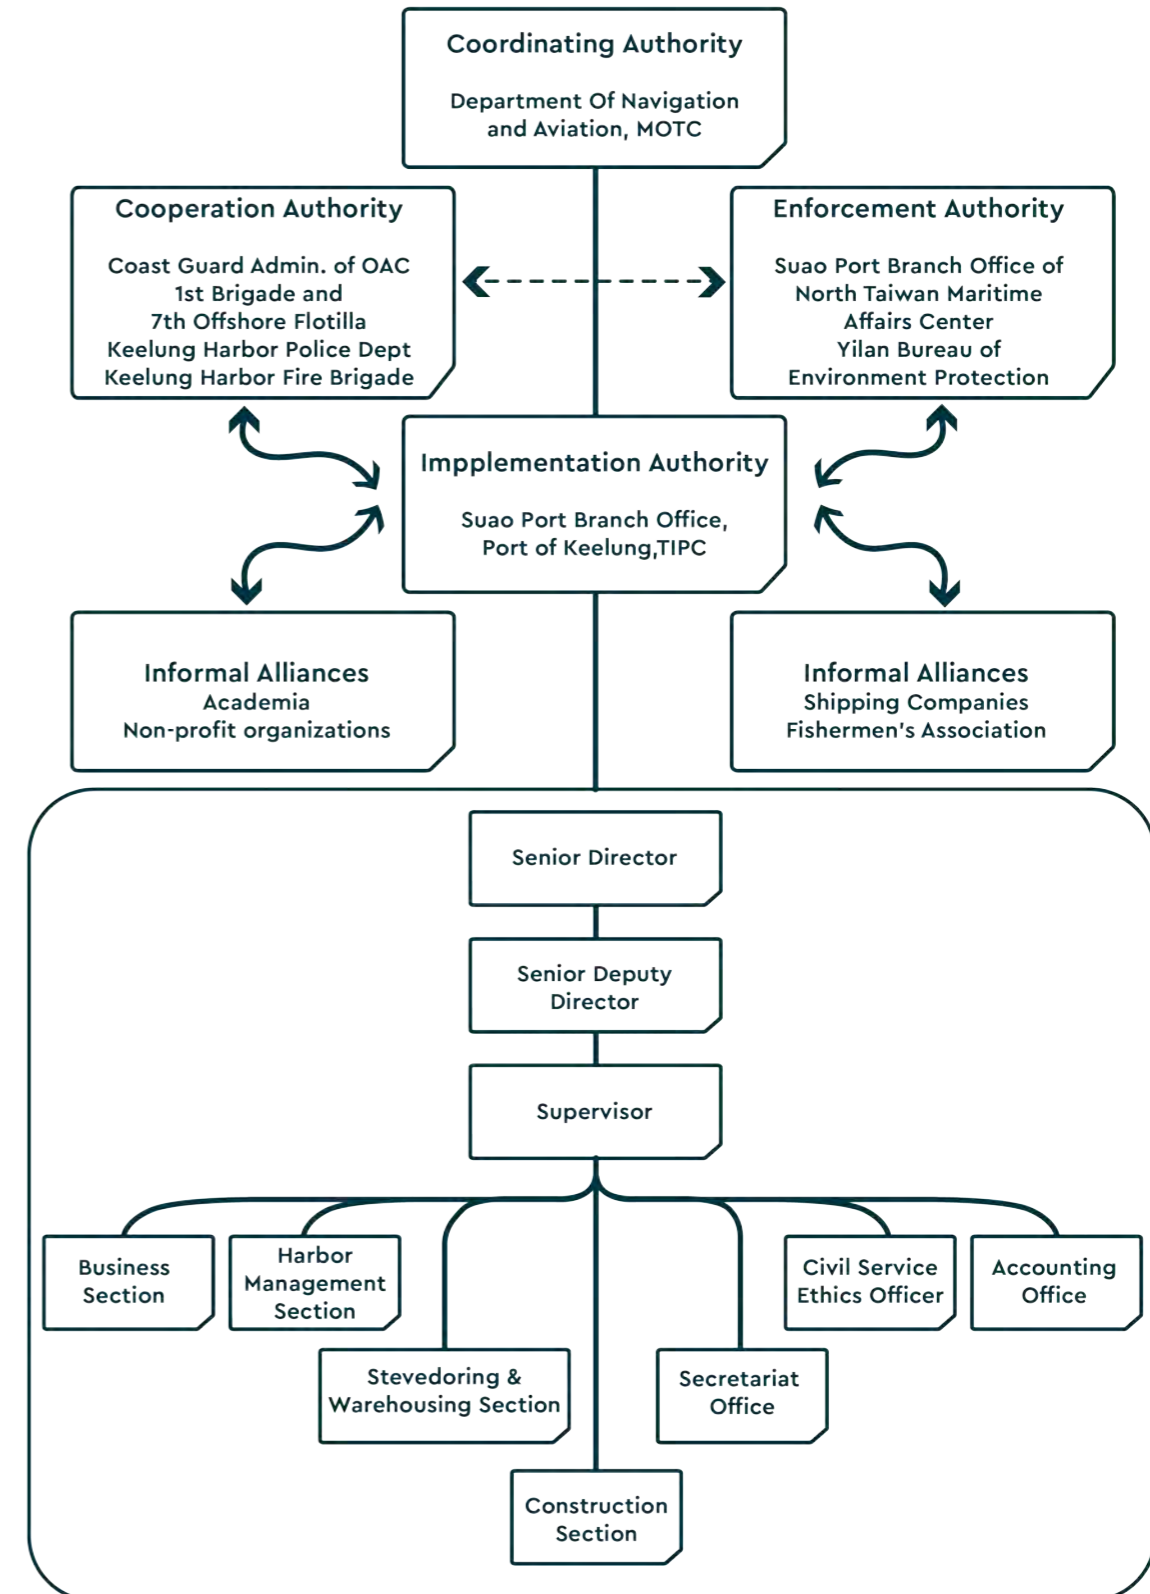 Coordinating Authority
Department Of Navigation
and Aviation, MOTC
Cooperation Authority
Coast Guard Admin. of OAC
1st Brigade and
7th Offshore Flotilla
Keelung Harbor Police Dept
Keelung Harbor Fire Brigade
Enforcement Authority
Suao Port Branch Office of
North Taiwan Maritime
Affairs Center
Yilan Bureau of
Environment Protection
Impplementation Authority
Suao Port Branch Office,
Port of Keelung,TIPC
Informal Alliances
Academia
Non-profit organizations
Informal Alliances
Shipping Companies
Fishermen's Association
Senior Director
Senior Deputy
Director
Supervisor
Business
Section
Harbor
Management
Section
Civil Service
Ethics Officer
Accounting
Office
Stevedoring &
Warehousing Section
Secretariat
Office
Construction
Section